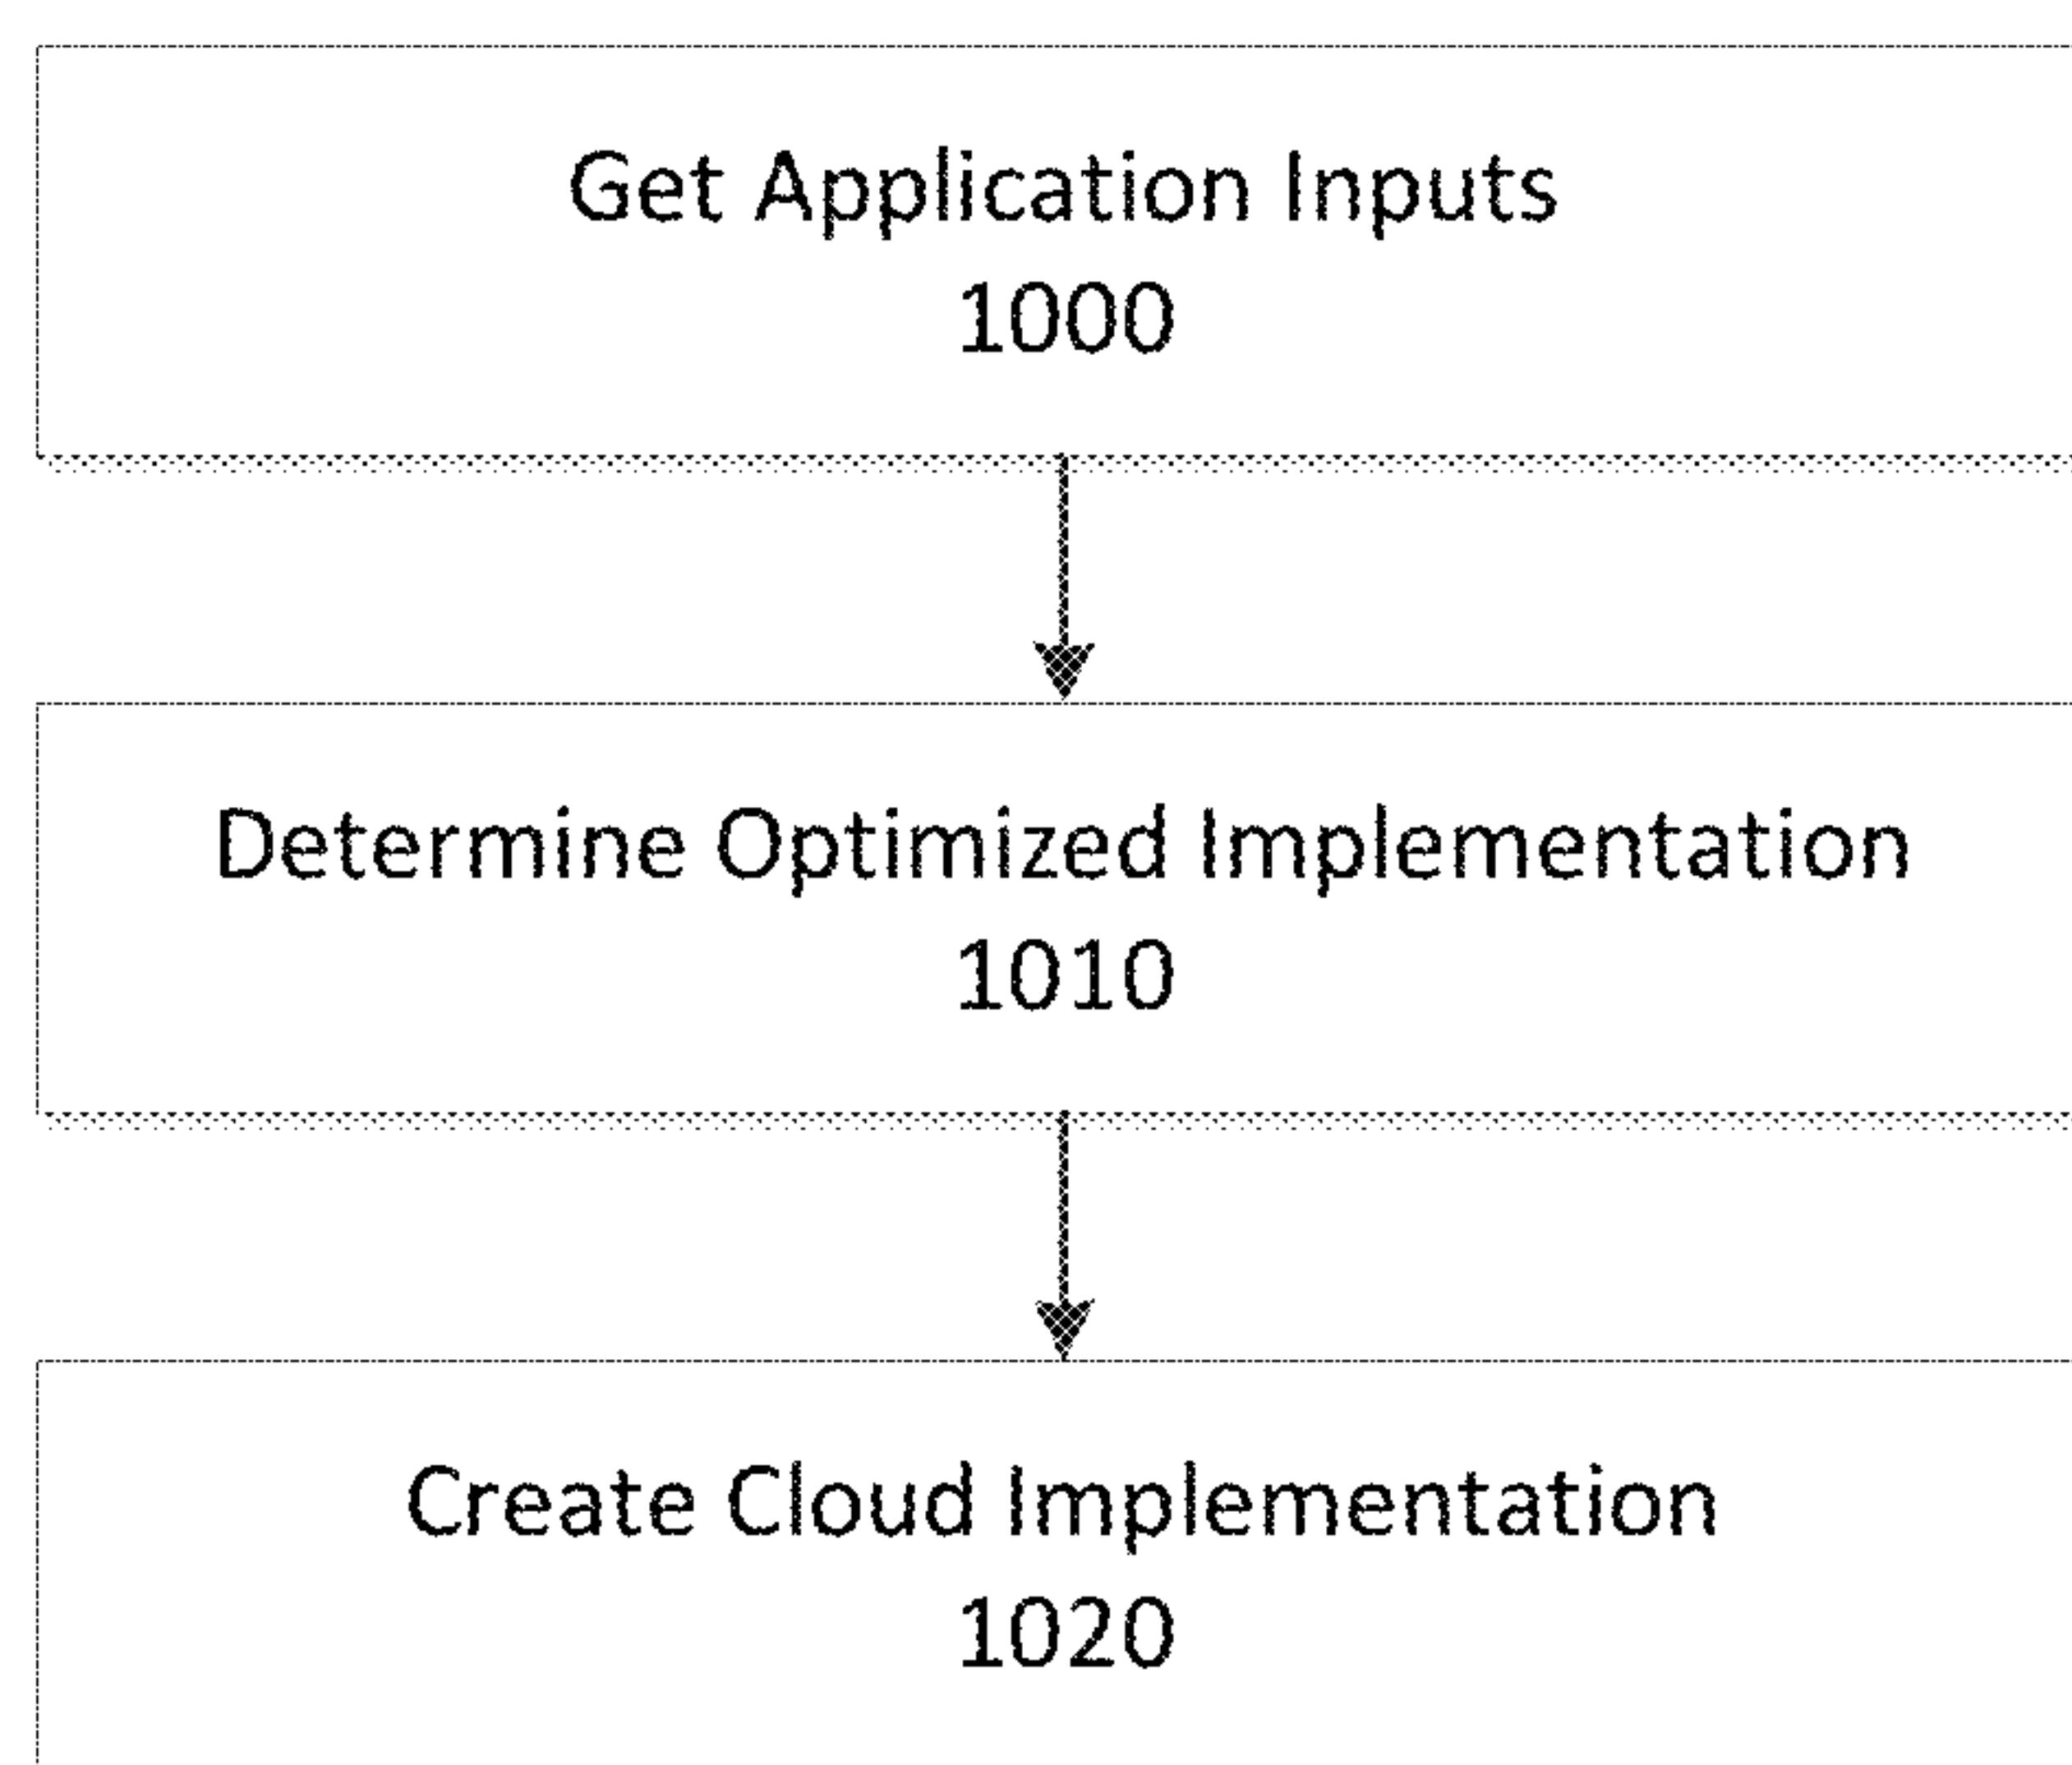 Get Application Inputs
1000
Determine Optimized Implementation
1010
Create Cloud Implementation
1020